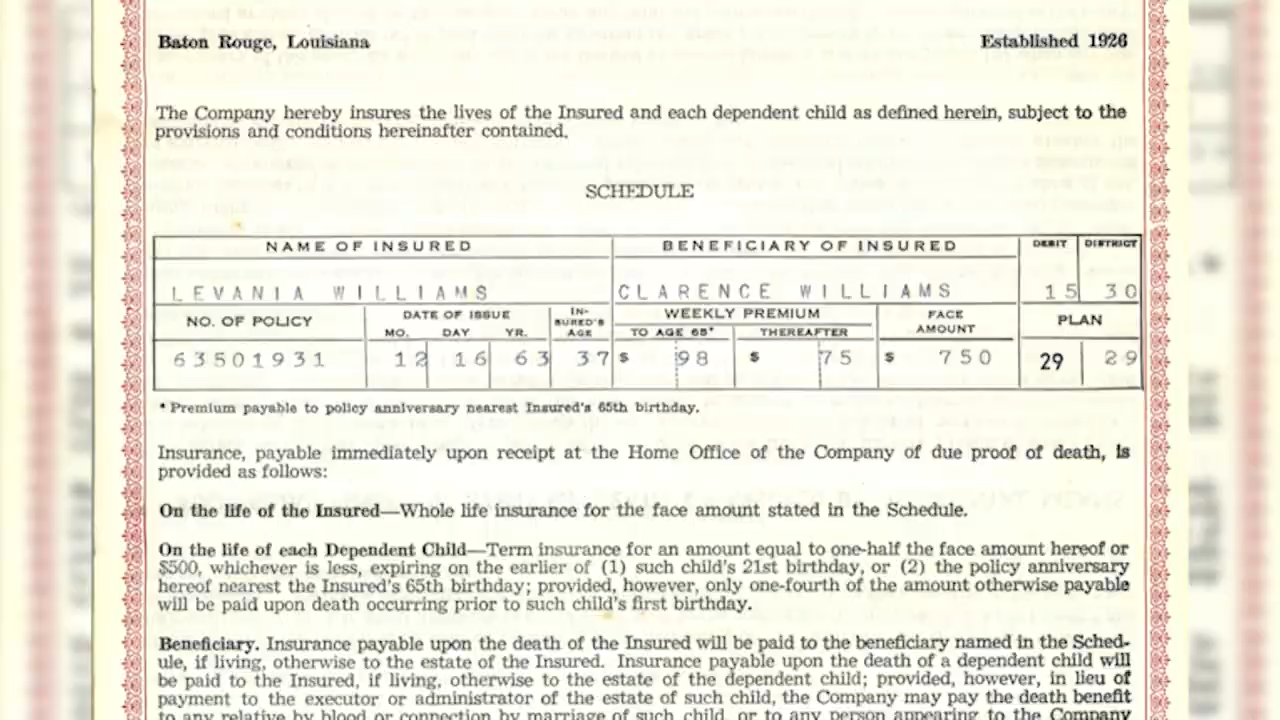 Baton Rouge, Louisiana Established 1926
The Company hereby insures the lives of the Insured and each dependent child as defined herein, subject to the
provisions and conditions hereinafter contained.
SCHEDULE
NAME OF INSURED BENEFICIARY OF INSURED DEBIT DISTRICT
LEVANIA WILLIAMS CLARENCE WILLIAMS 15 30
NO. OF POLICY DATE OF ISSUE IN-SURED'S AGE WEEKLY PREMIUM FACE AMOUNT PLAN
MO. DAY YR. TO AGE 65* THEREAFTER
63501931 12 16 63 37 $ 98 $ 75 $ 750 29 29
* Premium payable to policy anniversary nearest Insured's 65th birthday.
Insurance, payable immediately upon receipt at the Home Office of the Company of due proof of death, is
provided as follows:
On the life of the Insured—Whole life insurance for the face amount stated in the Schedule.
On the life of each Dependent Child—Term insurance for an amount equal to one-half the face amount hereof or
$500, whichever is less, expiring on the earlier of (1) such child's 21st birthday, or (2) the policy anniversary
hereof nearest the Insured's 65th birthday; provided, however, only one-fourth of the amount otherwise payable
will be paid upon death occurring prior to such child's first birthday.
Beneficiary. Insurance payable upon the death of the Insured will be paid to the beneficiary named in the Sched-
ule, if living, otherwise to the estate of the Insured. Insurance payable upon the death of a dependent child will
be paid to the Insured, if living, otherwise to the estate of the dependent child; provided, however, in lieu of
payment to the executor or administrator of the estate of such child, the Company may pay the death benefit
to any relative by blood or connection by marriage of such child, or to any person appearing to the Company